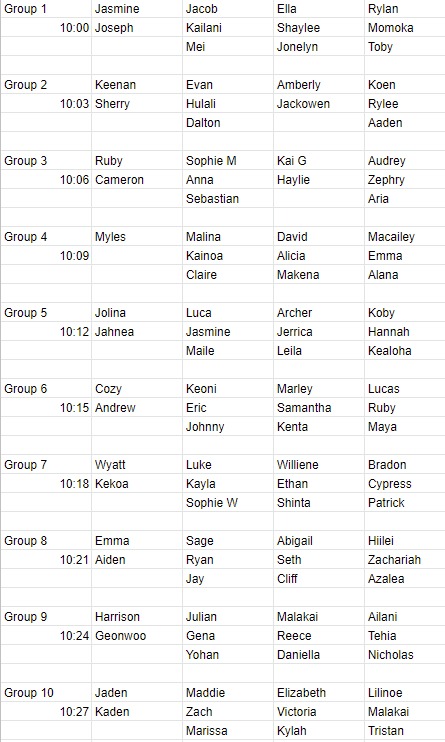 Group 1 Jasmine Jacob Ella Rylan
10:00 Joseph Kailani Shaylee Momoka
Mei Jonelyn Toby
Group 2 Keenan Evan Amberly Koen
10:03 Sherry Hulali Jackowen Rylee
Dalton Aaden
Group 3 Ruby Sophie M Kai G Audrey
10:06 Cameron Anna Haylie Zephry
Sebastian Aria
Group 4 Myles Malina David Macailey
10:09 Kainoa Alicia Emma
Claire Makena Alana
Group 5 Jolina Luca Archer Koby
10:12 Jahnea Jasmine Jerrica Hannah
Maile Leila Kealoha
Group 6 Cozy Keoni Marley Lucas
10:15 Andrew Eric Samantha Ruby
Johnny Kenta Maya
Group 7 Wyatt Luke Williene Bradon
10:18 Kekoa Kayla Ethan Cypress
Sophie W Shinta Patrick
Group 8 Emma Sage Abigail Hiilei
10:21 Aiden Ryan Seth Zachariah
Jay Cliff Azalea
Group 9 Harrison Julian Malakai Ailani
10:24 Geonwoo Gena Reece Tehia
Yohan Daniella Nicholas
Group 10 Jaden Maddie Elizabeth Lilinoe
10:27 Kaden Zach Victoria Malakai
Marissa Kylah Tristan